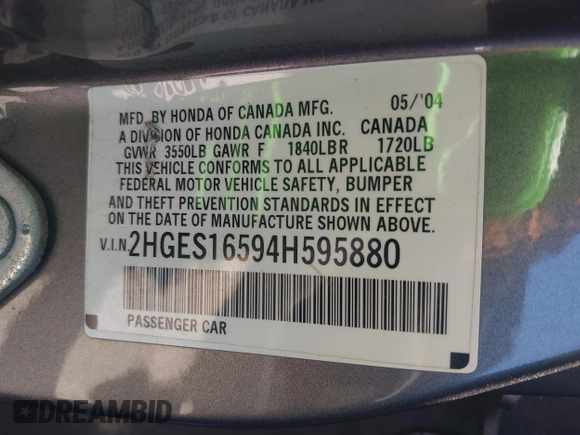 MFD. BY HONDA OF CANADA MFG. 05/'04
A DIVISION OF HONDA CANADA INC. CANADA
GVWR 3550LB GAWR F 1840LBR 1720LB
THIS VEHICLE CONFORMS TO ALL APPLICABLE
FEDERAL MOTOR VEHICLE SAFETY, BUMPER
AND THEFT PREVENTION STANDARDS IN EFFECT
ON THE DATE OF MANUFACTURE SHOWN ABOVE.
V.I.N. 2HGES16594H595880
PASSENGER CAR
DREAMBID